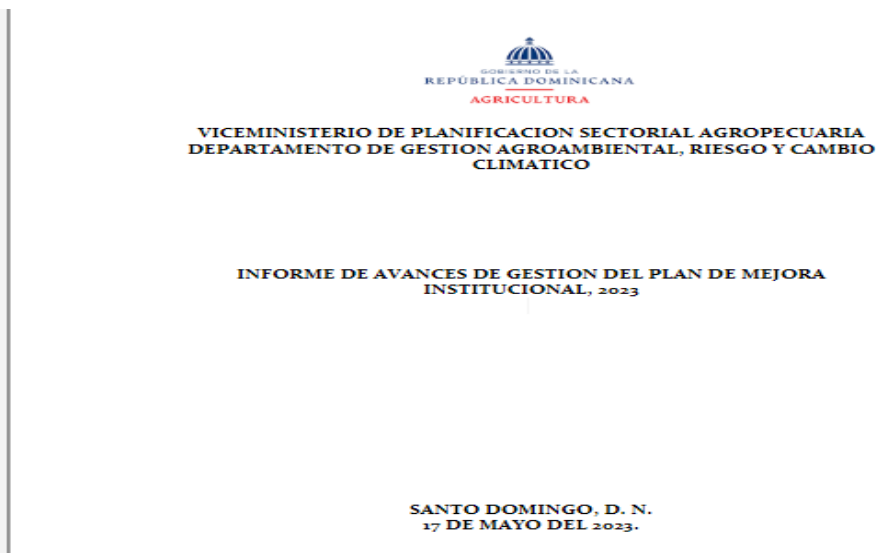 GOBIERNO DE LA
REPÚBLICA DOMINICANA
AGRICULTURA
VICEMINISTERIO DE PLANIFICACION SECTORIAL AGROPECUARIA
DEPARTAMENTO DE GESTION AGROAMBIENTAL, RIESGO Y CAMBIO
CLIMATICO
INFORME DE AVANCES DE GESTION DEL PLAN DE MEJORA
INSTITUCIONAL, 2023
SANTO DOMINGO, D. N.
17 DE MAYO DEL 2023.